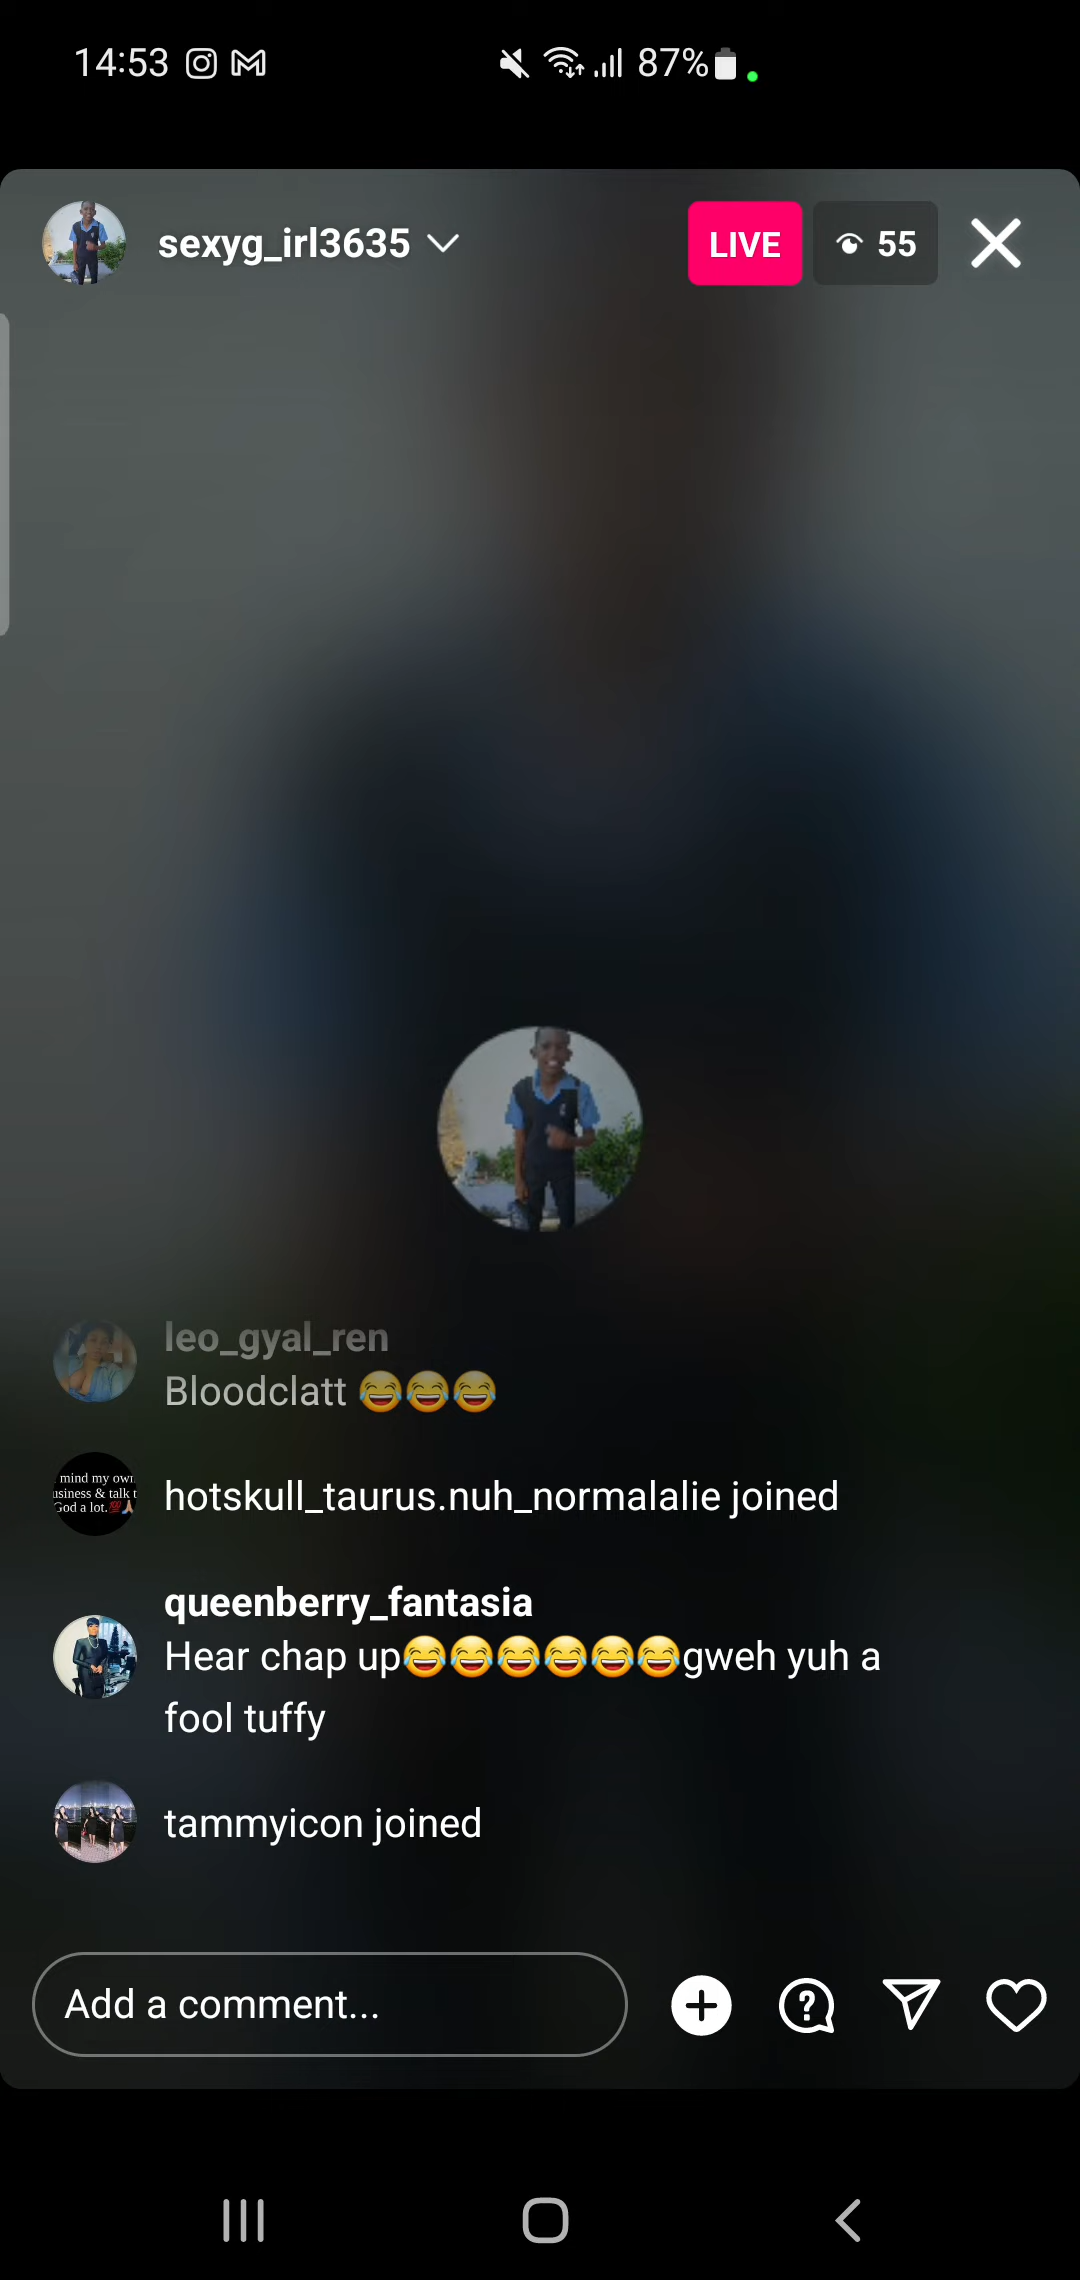 14:53 87%
sexyg_irl3635 LIVE 55
leo_gyal_ren
Bloodclatt 😂😂😂
mind my own
usiness & talk t
God a lot.💯🙏🏽
hotskull_taurus.nuh_normalalie joined
queenberry_fantasia
Hear chap up😂😂😂😂😂😂gweh yuh a
fool tuffy
tammyicon joined
Add a comment...